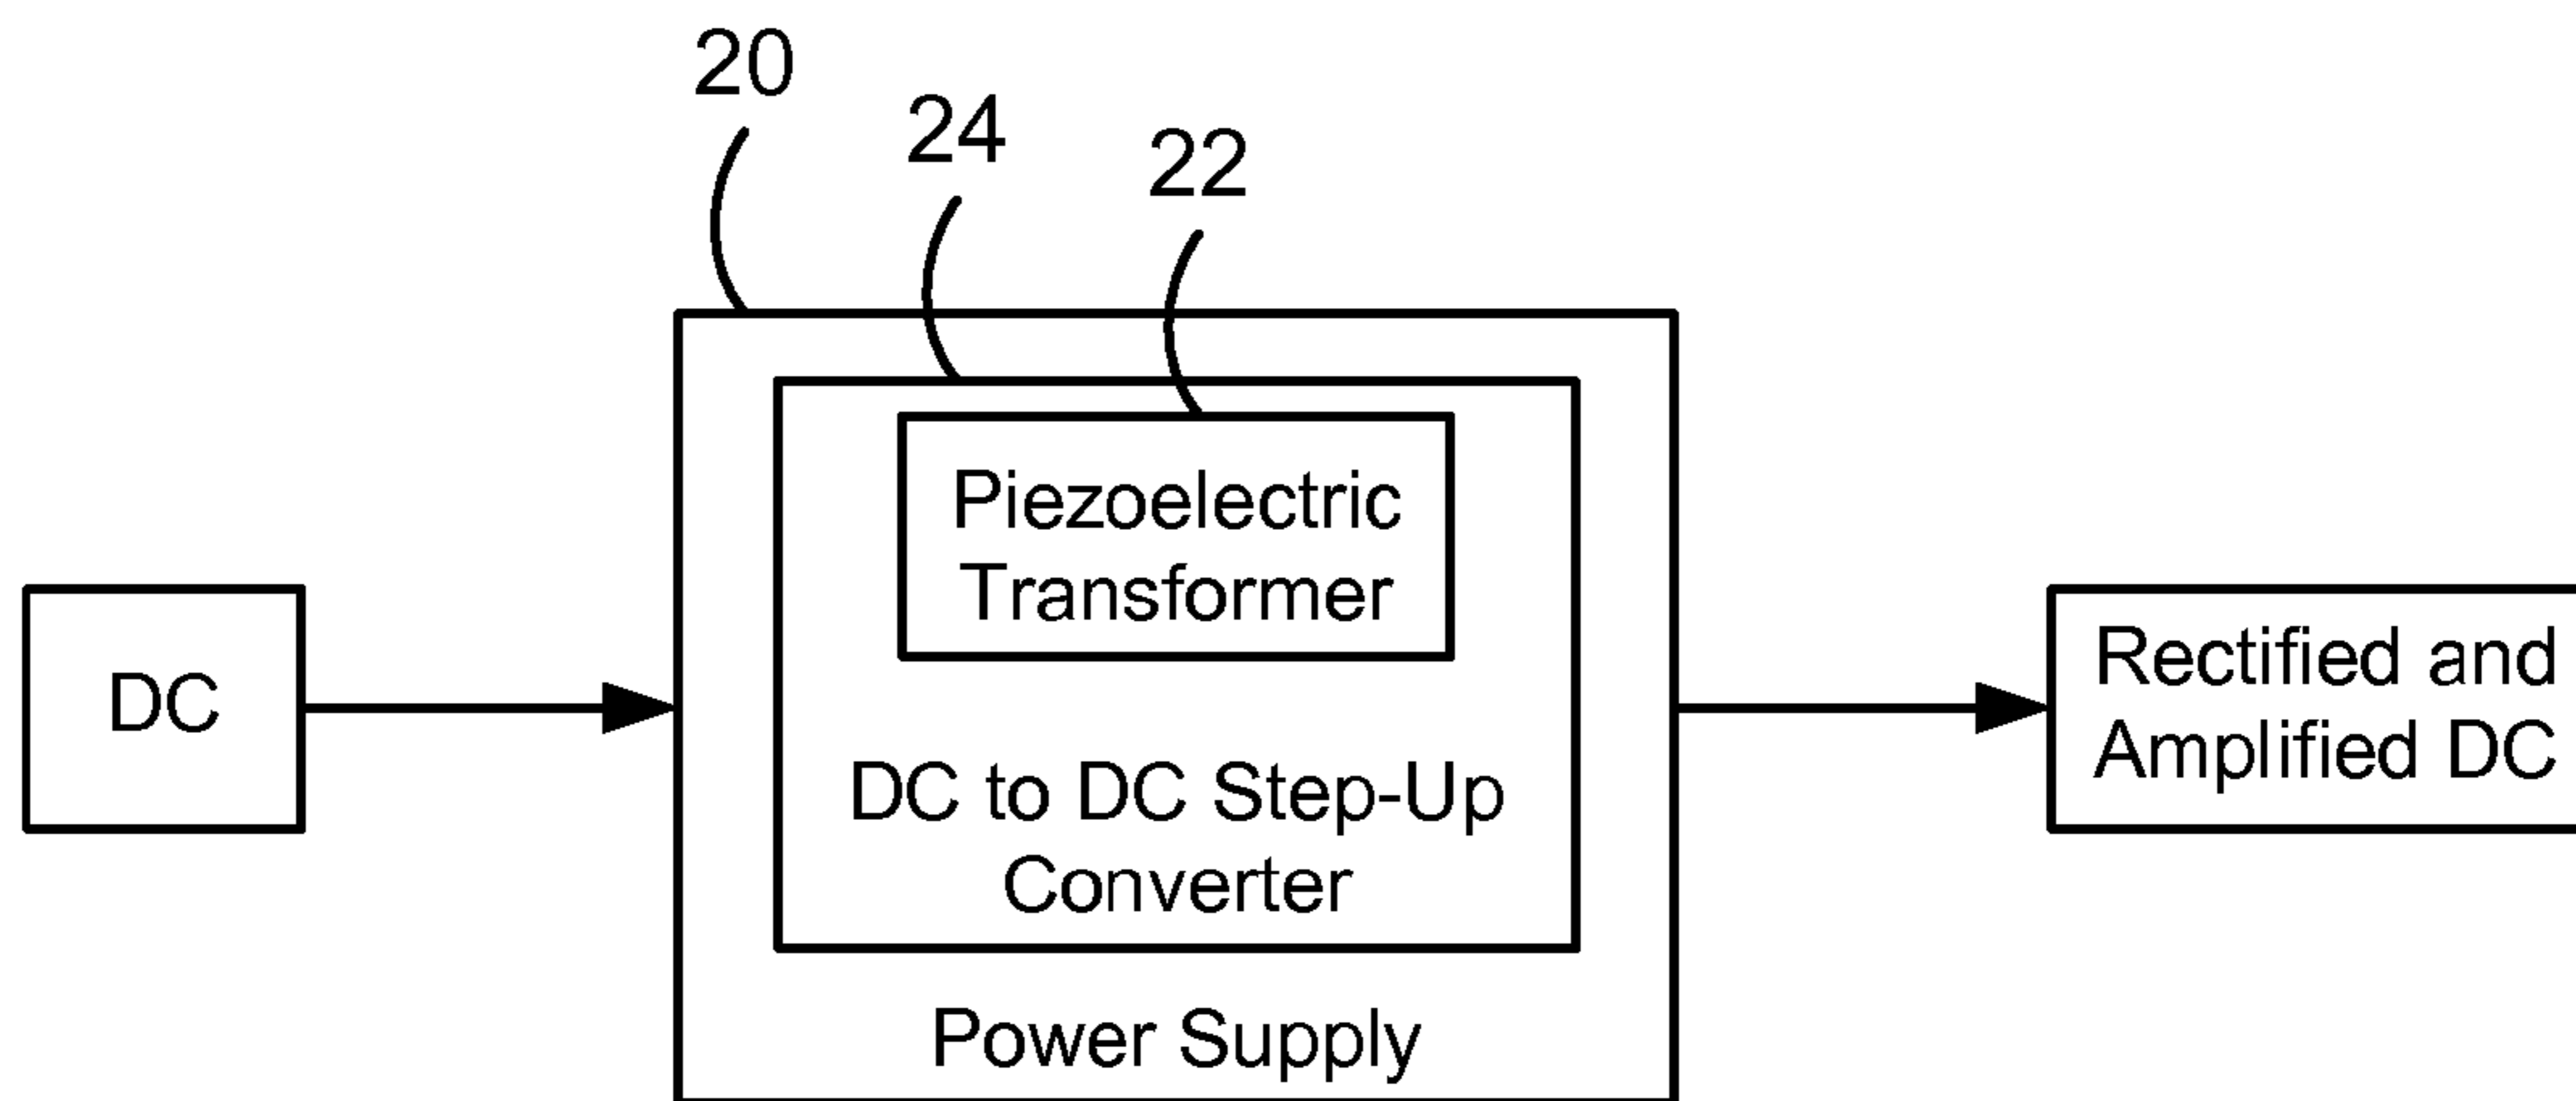 20
24
22
Piezoelectric
Transformer
DC
DC to DC Step-Up
Converter
Power Supply
Rectified and
Amplified DC